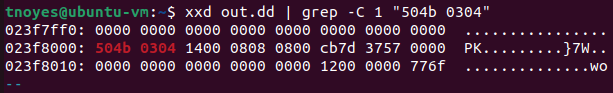 tnoyes@ubuntu-vm:~$ xxd out.dd | grep -C 1 "504b 0304"
023f7ff0: 0000 0000 0000 0000 0000 0000 0000 0000  ................
023f8000: 504b 0304 1400 0808 0800 cb7d 3757 0000  PK.........}7W..
023f8010: 0000 0000 0000 0000 0000 1200 0000 776f  ..............wo
--